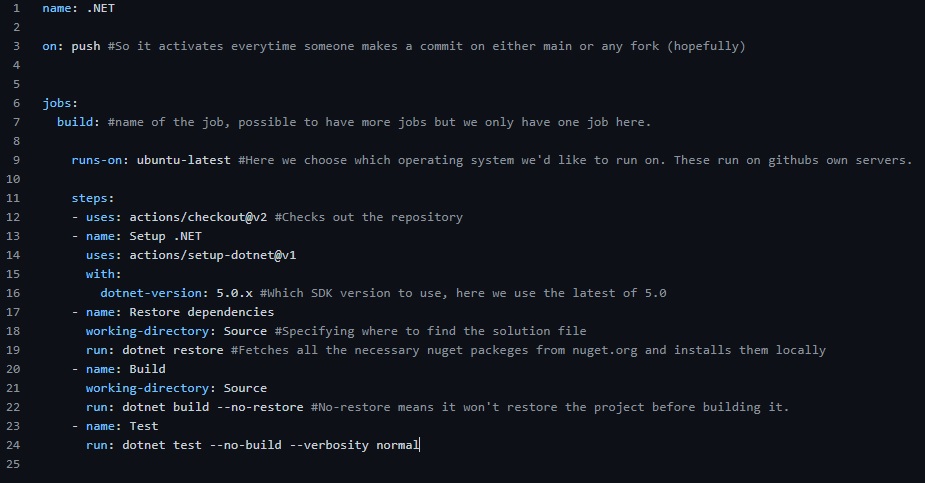 1 name: .NET
2
3 on: push #So it activates everytime someone makes a commit on either main or any fork (hopefully)
4
5
6 jobs:
7   build: #name of the job, possible to have more jobs but we only have one job here.
8
9     runs-on: ubuntu-latest #Here we choose which operating system we'd like to run on. These run on githubs own servers.
10
11     steps:
12     - uses: actions/checkout@v2 #Checks out the repository
13     - name: Setup .NET
14       uses: actions/setup-dotnet@v1
15       with:
16         dotnet-version: 5.0.x #Which SDK version to use, here we use the latest of 5.0
17     - name: Restore dependencies
18       working-directory: Source #Specifying where to find the solution file
19       run: dotnet restore #Fetches all the necessary nuget packeges from nuget.org and installs them locally
20     - name: Build
21       working-directory: Source
22       run: dotnet build --no-restore #No-restore means it won't restore the project before building it.
23     - name: Test
24       run: dotnet test --no-build --verbosity normal
25